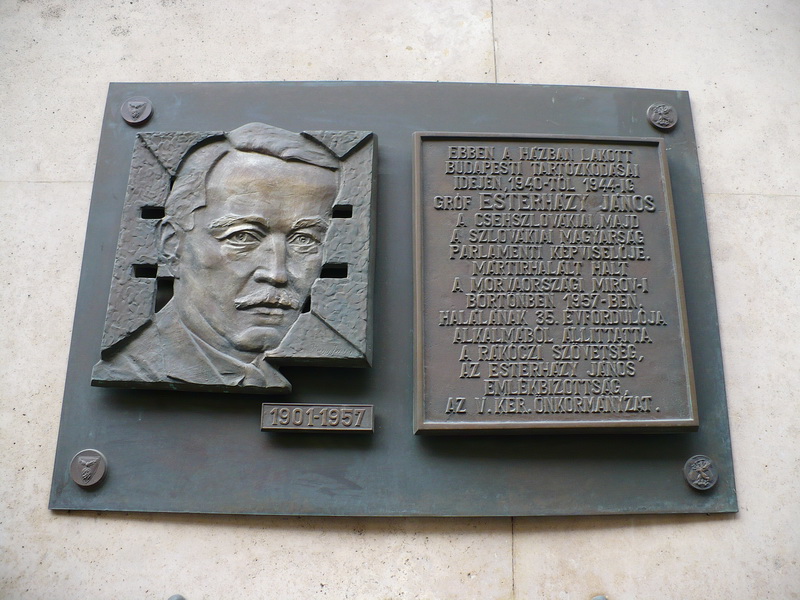 EBBEN A HÁZBAN LAKOTT
BUDAPESTI TARTÓZKODÁSAI
IDEJÉN, 1940-TŐL 1944-IG
GRÓF ESTERHÁZY JÁNOS
A CSEHSZLOVÁKIAI, MAJD
A SZLOVÁKIAI MAGYARSÁG
PARLAMENTI KÉPVISELŐJE.
MÁRTÍRHALÁLT HALT
A MORVAORSZÁGI MIROV-I
BÖRTÖNBEN 1957-BEN.
HALÁLÁNAK 35. ÉVFORDULÓJA
ALKALMÁBÓL ÁLLÍTTATTA
A RÁKÓCZI SZÖVETSÉG,
AZ ESTERHÁZY JÁNOS
EMLÉKBIZOTTSÁG,
AZ V. KER. ÖNKORMÁNYZAT.
1901-1957